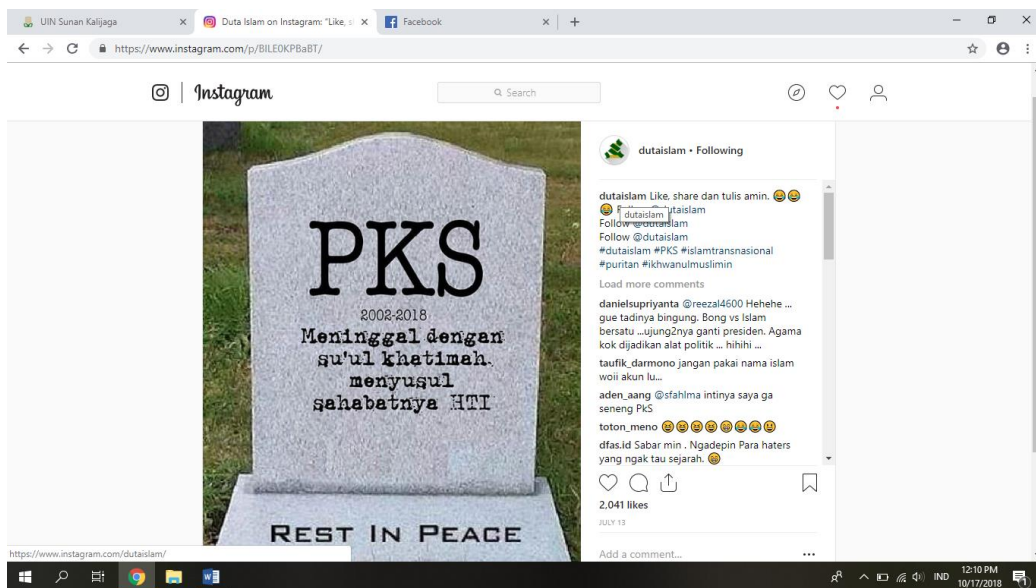 UIN Sunan Kalijaga
Duta Islam on Instagram: "Like, s
Facebook
https://www.instagram.com/p/BlLE0KPBaBT/
Instagram
Search
PKS
2002-2018
Meninggal dengan
su'ul khatimah
menyusul
sahabatnya HTI
REST IN PEACE
dutaislam • Following
dutaislam Like, share dan tulis amin. 😂😂
😂 @dutaislam
dutaislam
Follow @dutaislam
Follow @dutaislam
#dutaislam #PKS #islamtransnasional
#puritan #ikhwanulmuslimin
Load more comments
danielsupriyanta @reezal4600 Hehehe ...
gue tadinya bingung. Bong vs Islam
bersatu ...ujung2nya ganti presiden. Agama
kok dijadikan alat politik ... hihihi ...
taufik_darmono jangan pakai nama islam
woii akun lu...
aden_aang @sfahlma intinya saya ga
seneng PkS
toton_meno 😆😆😆😆😁😂😂😃
dfas.id Sabar min . Ngadepin Para haters
yang ngak tau sejarah. 😁
2,041 likes
JULY 13
Add a comment...
https://www.instagram.com/dutaislam/
IND
12:10 PM
10/17/2018